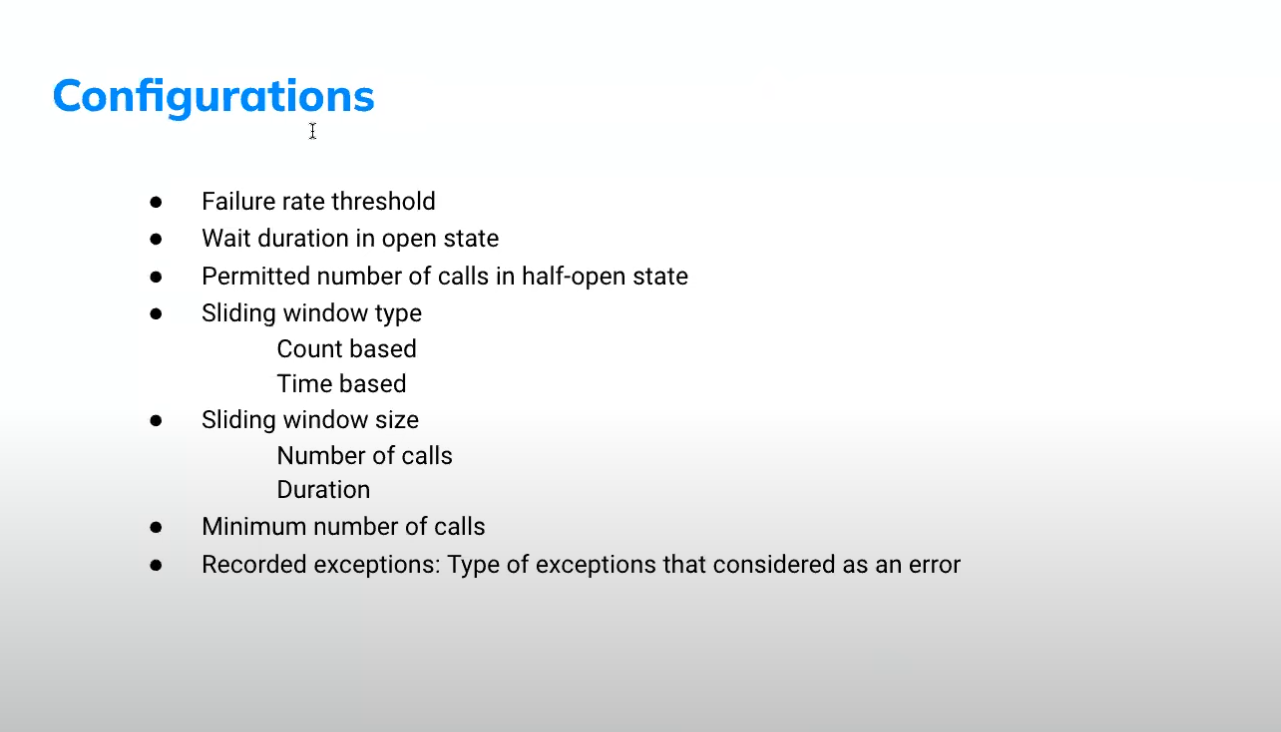 Configurations
● Failure rate threshold
● Wait duration in open state
● Permitted number of calls in half-open state
● Sliding window type
Count based
Time based
● Sliding window size
Number of calls
Duration
● Minimum number of calls
● Recorded exceptions: Type of exceptions that considered as an error